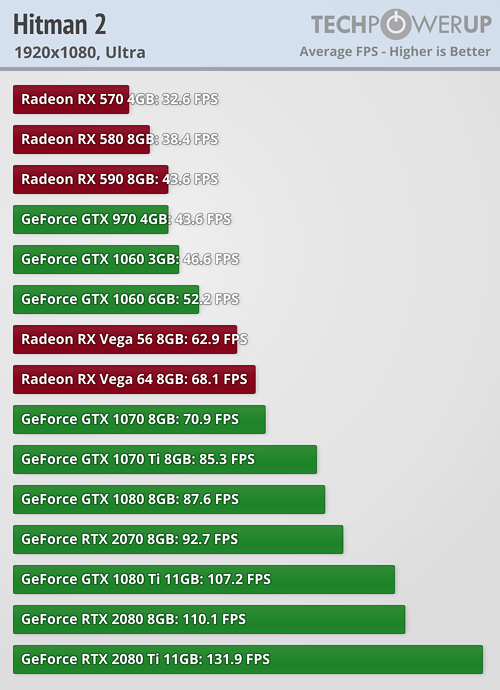 Hitman 2
TECHPOWERUP
1920x1080, Ultra
Average FPS - Higher is Better
Radeon RX 570 4GB: 32.6 FPS
Radeon RX 580 8GB: 38.4 FPS
Radeon RX 590 8GB: 43.6 FPS
GeForce GTX 970 4GB: 43.6 FPS
GeForce GTX 1060 3GB: 46.6 FPS
GeForce GTX 1060 6GB: 52.2 FPS
Radeon RX Vega 56 8GB: 62.9 FPS
Radeon RX Vega 64 8GB: 68.1 FPS
GeForce GTX 1070 8GB: 70.9 FPS
GeForce GTX 1070 Ti 8GB: 85.3 FPS
GeForce GTX 1080 8GB: 87.6 FPS
GeForce RTX 2070 8GB: 92.7 FPS
GeForce GTX 1080 Ti 11GB: 107.2 FPS
GeForce RTX 2080 8GB: 110.1 FPS
GeForce RTX 2080 Ti 11GB: 131.9 FPS